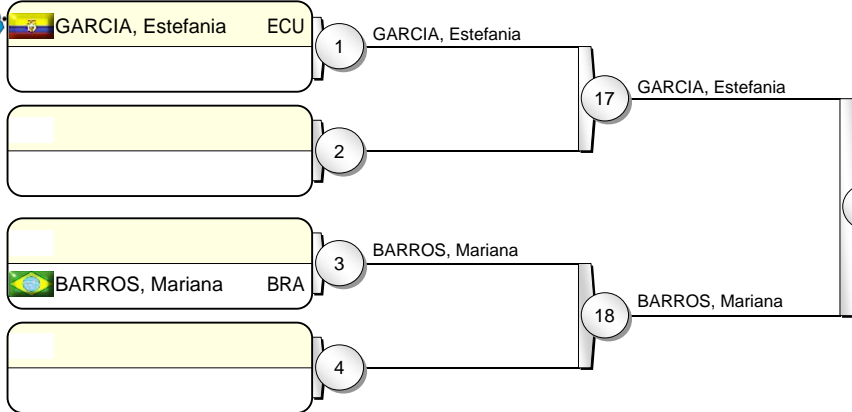 GARCIA, Estefania ECU
1
GARCIA, Estefania
17
GARCIA, Estefania
2
3
BARROS, Mariana
BARROS, Mariana BRA
18
BARROS, Mariana
4